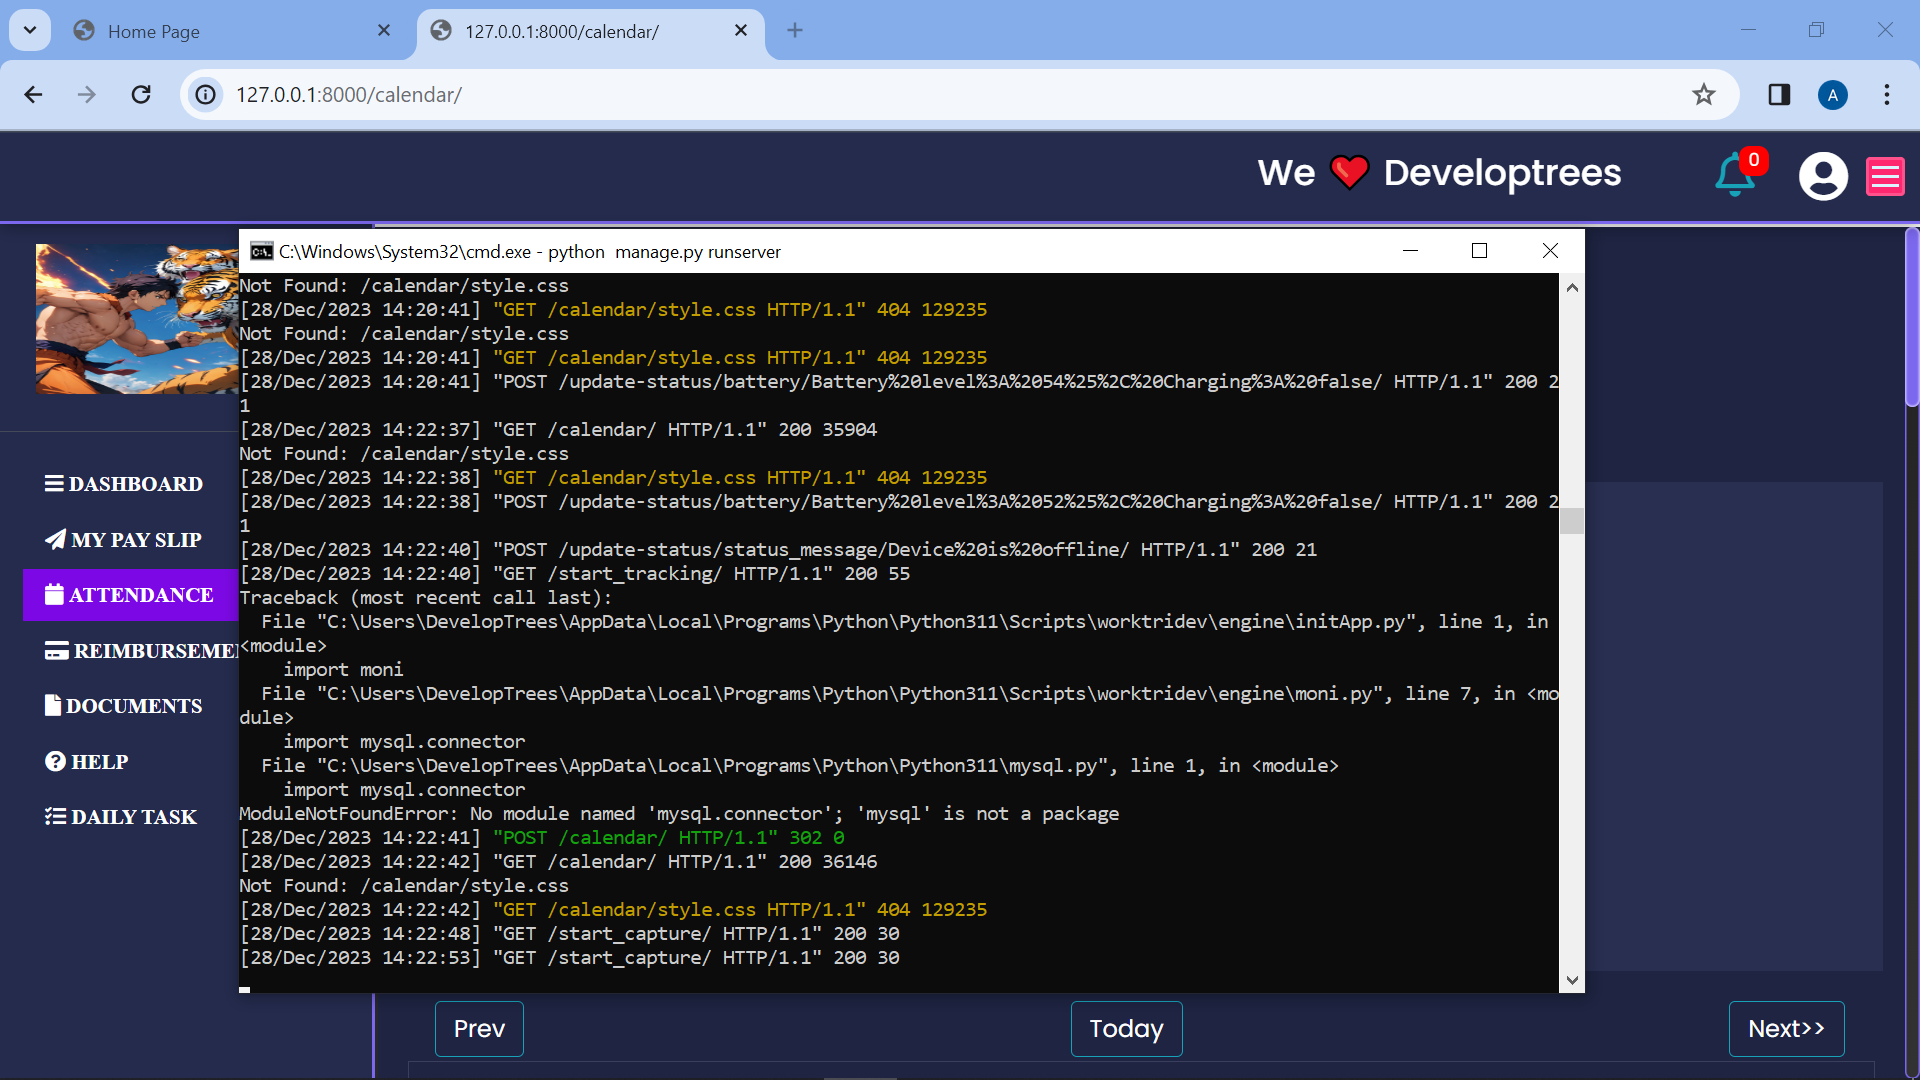 Home Page
127.0.0.1:8000/calendar/
127.0.0.1:8000/calendar/
A
We ❤️ Developtrees
0
C:\Windows\System32\cmd.exe - python  manage.py runserver
Not Found: /calendar/style.css
[28/Dec/2023 14:20:41] "GET /calendar/style.css HTTP/1.1" 404 129235
Not Found: /calendar/style.css
[28/Dec/2023 14:20:41] "GET /calendar/style.css HTTP/1.1" 404 129235
[28/Dec/2023 14:20:41] "POST /update-status/battery/Battery%20level%3A%2054%25%2C%20Charging%3A%20false/ HTTP/1.1" 200 2
1
[28/Dec/2023 14:22:37] "GET /calendar/ HTTP/1.1" 200 35904
Not Found: /calendar/style.css
[28/Dec/2023 14:22:38] "GET /calendar/style.css HTTP/1.1" 404 129235
[28/Dec/2023 14:22:38] "POST /update-status/battery/Battery%20level%3A%2052%25%2C%20Charging%3A%20false/ HTTP/1.1" 200 2
1
[28/Dec/2023 14:22:40] "POST /update-status/status_message/Device%20is%20offline/ HTTP/1.1" 200 21
[28/Dec/2023 14:22:40] "GET /start_tracking/ HTTP/1.1" 200 55
Traceback (most recent call last):
  File "C:\Users\DevelopTrees\AppData\Local\Programs\Python\Python311\Scripts\worktridev\engine\initApp.py", line 1, in
<module>
    import moni
  File "C:\Users\DevelopTrees\AppData\Local\Programs\Python\Python311\Scripts\worktridev\engine\moni.py", line 7, in <mo
dule>
    import mysql.connector
  File "C:\Users\DevelopTrees\AppData\Local\Programs\Python\Python311\mysql.py", line 1, in <module>
    import mysql.connector
ModuleNotFoundError: No module named 'mysql.connector'; 'mysql' is not a package
[28/Dec/2023 14:22:41] "POST /calendar/ HTTP/1.1" 302 0
[28/Dec/2023 14:22:42] "GET /calendar/ HTTP/1.1" 200 36146
Not Found: /calendar/style.css
[28/Dec/2023 14:22:42] "GET /calendar/style.css HTTP/1.1" 404 129235
[28/Dec/2023 14:22:48] "GET /start_capture/ HTTP/1.1" 200 30
[28/Dec/2023 14:22:53] "GET /start_capture/ HTTP/1.1" 200 30
DASHBOARD
MY PAY SLIP
ATTENDANCE
REIMBURSEME
DOCUMENTS
HELP
DAILY TASK
Prev
Today
Next>>